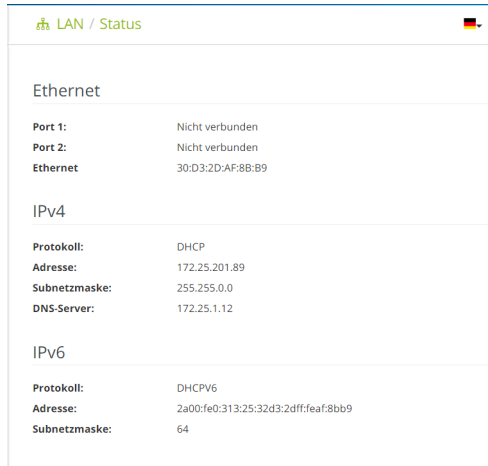 LAN / Status
Ethernet
Port 1: Nicht verbunden
Port 2: Nicht verbunden
Ethernet 30:D3:2D:AF:8B:B9
IPv4
Protokoll: DHCP
Adresse: 172.25.201.89
Subnetzmaske: 255.255.0.0
DNS-Server: 172.25.1.12
IPv6
Protokoll: DHCPV6
Adresse: 2a00:fe0:313:25:32d3:2dff:feaf:8bb9
Subnetzmaske: 64